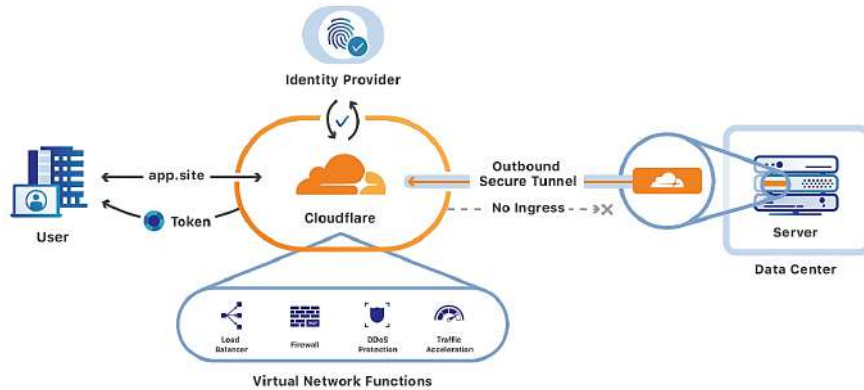 Identity Provider
app.site
Token
User
Cloudflare
Outbound
Secure Tunnel
No Ingress
Server
Data Center
Load
Balancer
Firewall
DDoS
Protection
Traffic
Acceleration
Virtual Network Functions